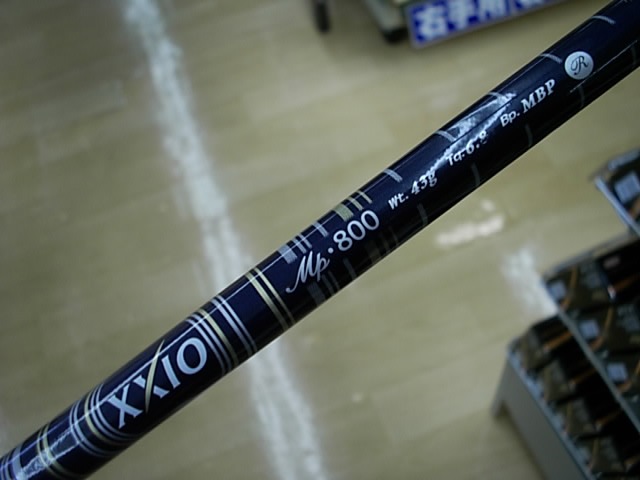 右手用
XXIO
Mp.800
Wt. 43g Tq. 6.8 Bp. MBP R